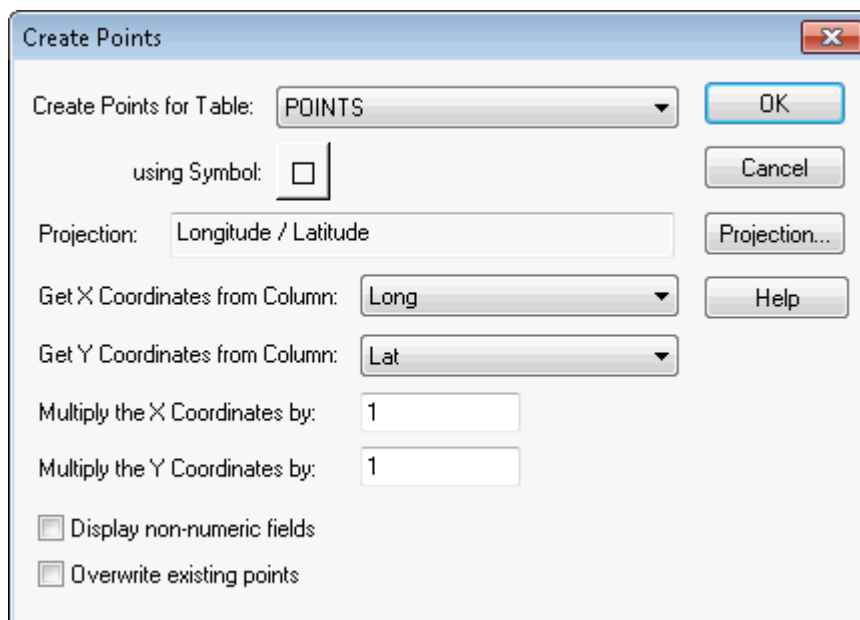 Create Points
Create Points for Table: POINTS OK
using Symbol: Cancel
Projection: Longitude / Latitude Projection...
Get X Coordinates from Column: Long Help
Get Y Coordinates from Column: Lat
Multiply the X Coordinates by: 1
Multiply the Y Coordinates by: 1
Display non-numeric fields
Overwrite existing points